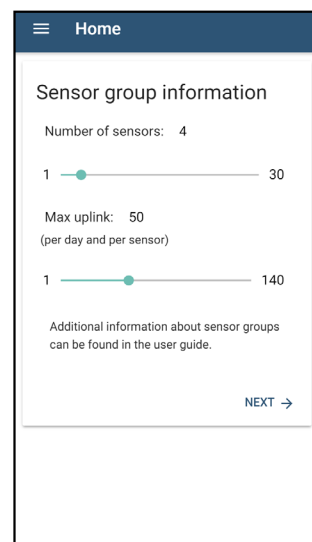 Home
Sensor group information
Number of sensors: 4
1 30
Max uplink: 50
(per day and per sensor)
1 140
Additional information about sensor groups
can be found in the user guide.
NEXT →